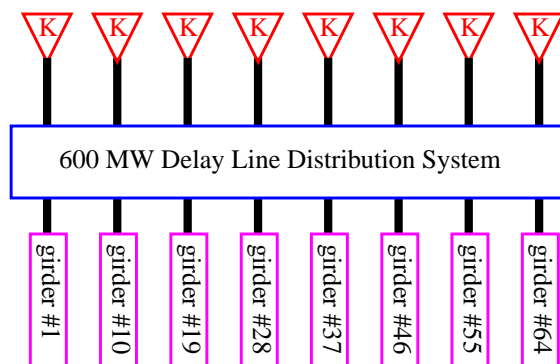 K K K K K K K K
600 MW Delay Line Distribution System
girder #1
girder #10
girder #19
girder #28
girder #37
girder #46
girder #55
girder #64